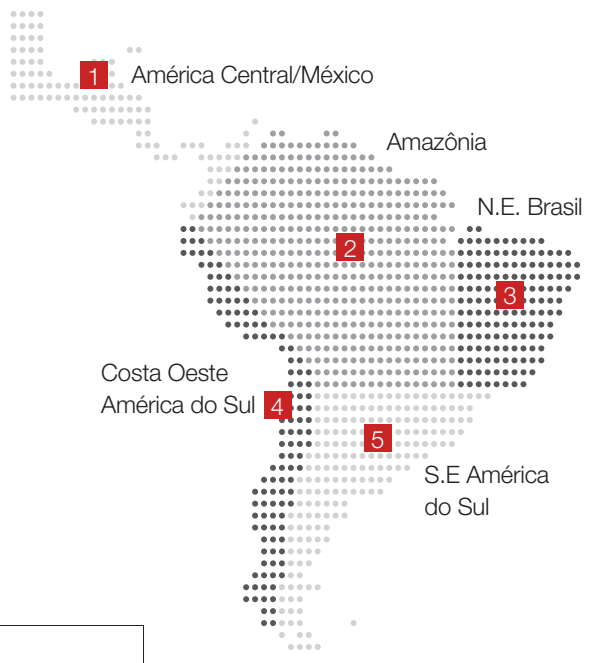 1 América Central/México
Amazônia
N.E. Brasil
2
3
Costa Oeste
América do Sul 4
5
S.E América
do Sul